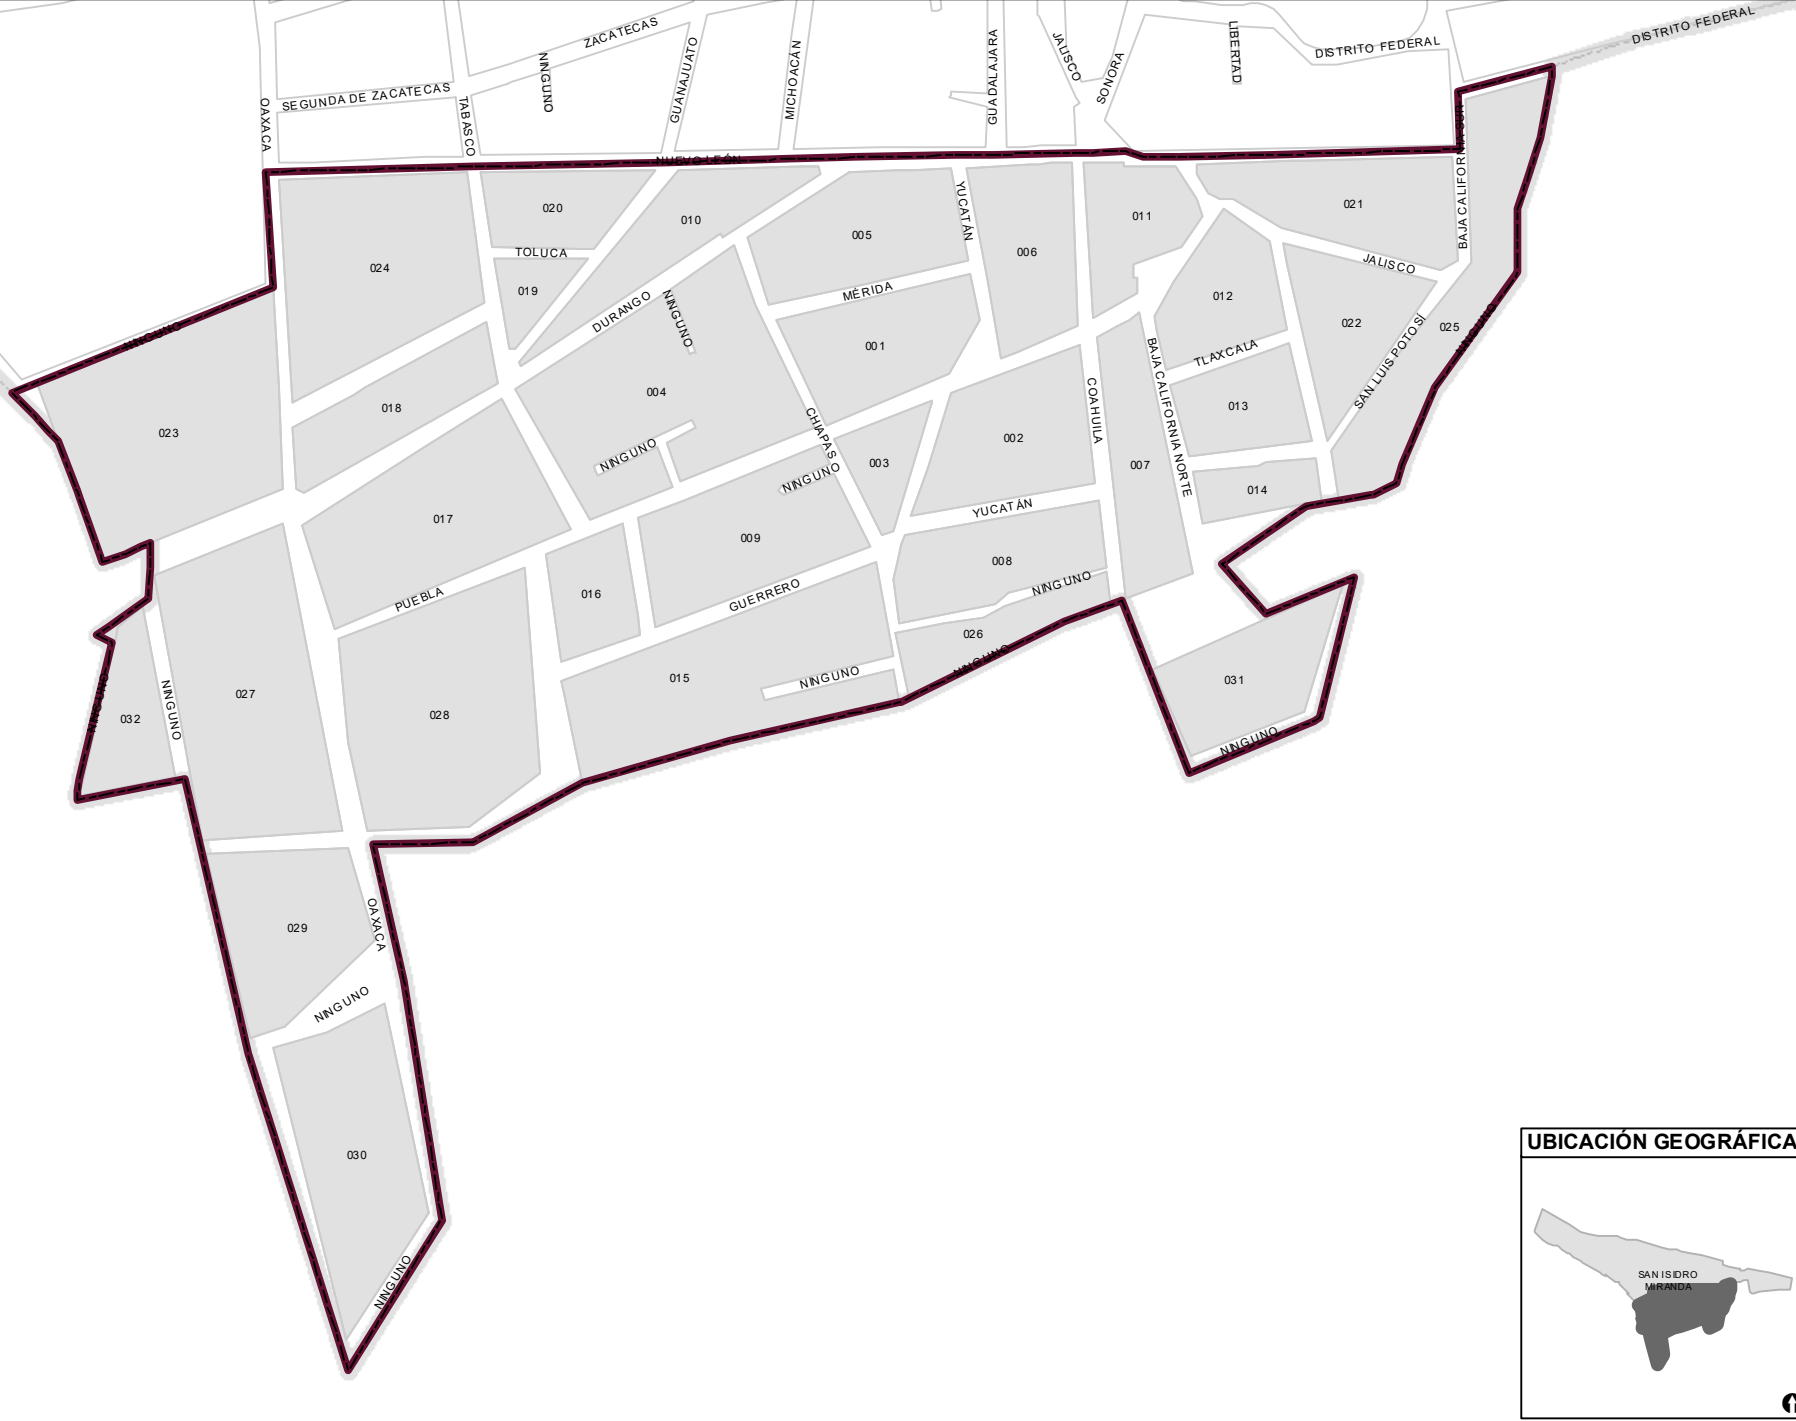 DISTRITO FEDERAL
ZACATECAS
NINGUNO
GUANAJUATO
MICHOACÁN
GUADALAJARA
JALISCO
SONORA
LIBERTAD
DISTRITO FEDERAL
SEGUNDA DE ZACATECAS
OAXACA
TABASCO
NUEVO LEÓN
BAJA CALIFORNIA SUR
020
010
005
YUCATÁN
006
011
021
TOLUCA
024
019
DURANGO
NINGUNO
MÉRIDA
012
JALISCO
022
025
NINGUNO
NINGUNO
001
TLAXCALA
SAN LUIS POTOSÍ
BAJA CALIFORNIA NORTE
018
004
CHIAPAS
COAHUILA
013
023
NINGUNO
002
003
007
NINGUNO
014
017
YUCATÁN
009
008
NINGUNO
016
GUERRERO
PUEBLA
026
NINGUNO
015
NINGUNO
031
NINGUNO
027
028
032
NINGUNO
NINGUNO
029
OAXACA
NINGUNO
030
NINGUNO
UBICACIÓN GEOGRÁFICA
SAN ISIDRO
MIRANDA